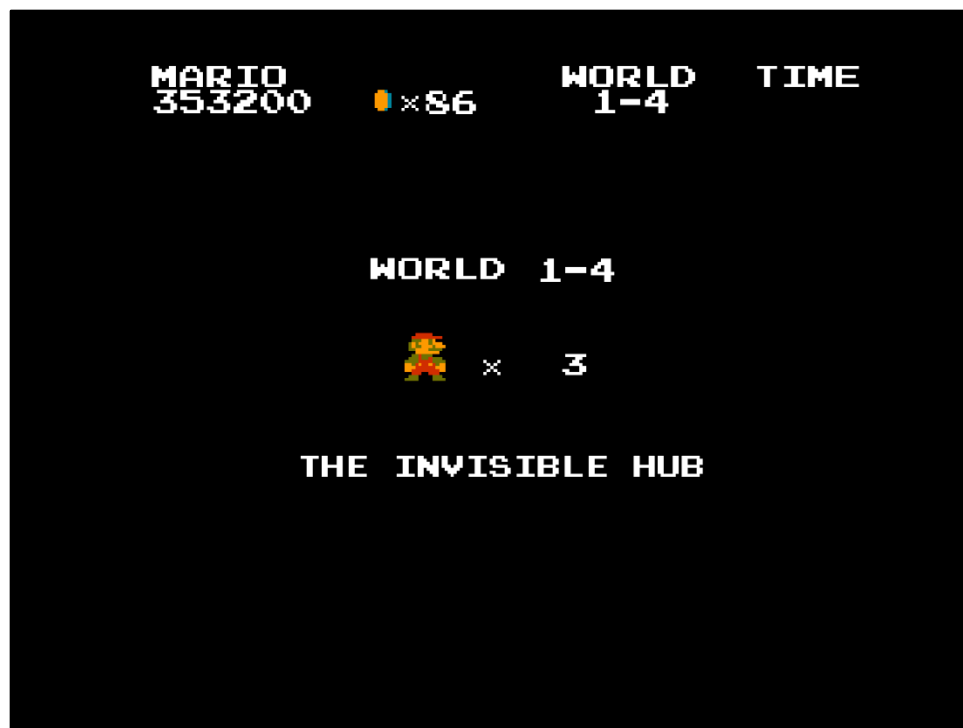 MARIO WORLD TIME
353200 ×86 1-4
WORLD 1-4
× 3
THE INVISIBLE HUB